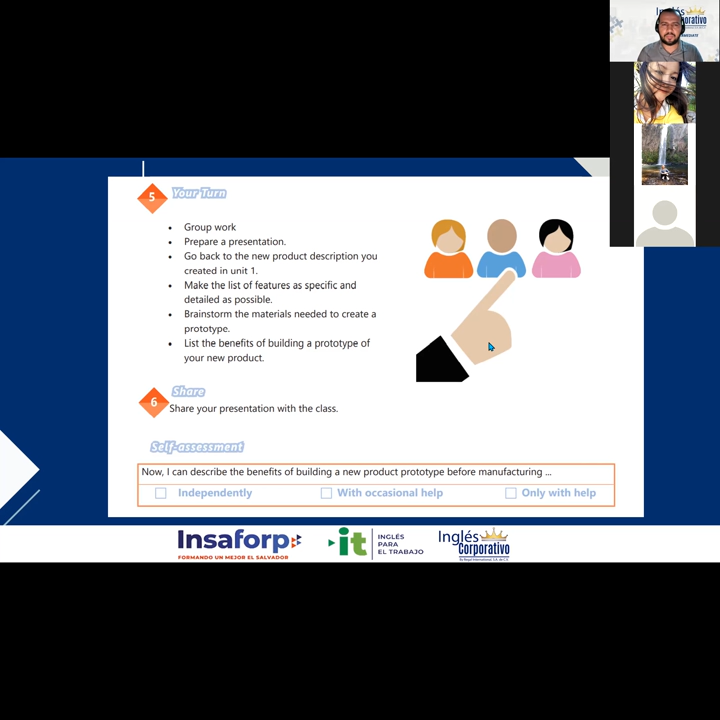 Inglés
5
Your Turn
• Group work
• Prepare a presentation.
• Go back to the new product description you
created in unit 1.
• Make the list of features as specific and
detailed as possible.
• Brainstorm the materials needed to create a
prototype.
• List the benefits of building a prototype of
your new product.
6
Share
Share your presentation with the class.
Self-assessment
Now, I can describe the benefits of building a new product prototype before manufacturing ...
Independently
With occasional help
Only with help
Insaforp
FORMANDO UN MEJOR EL SALVADOR
it
INGLÉS
PARA
EL TRABAJO
Inglés
Corporativo